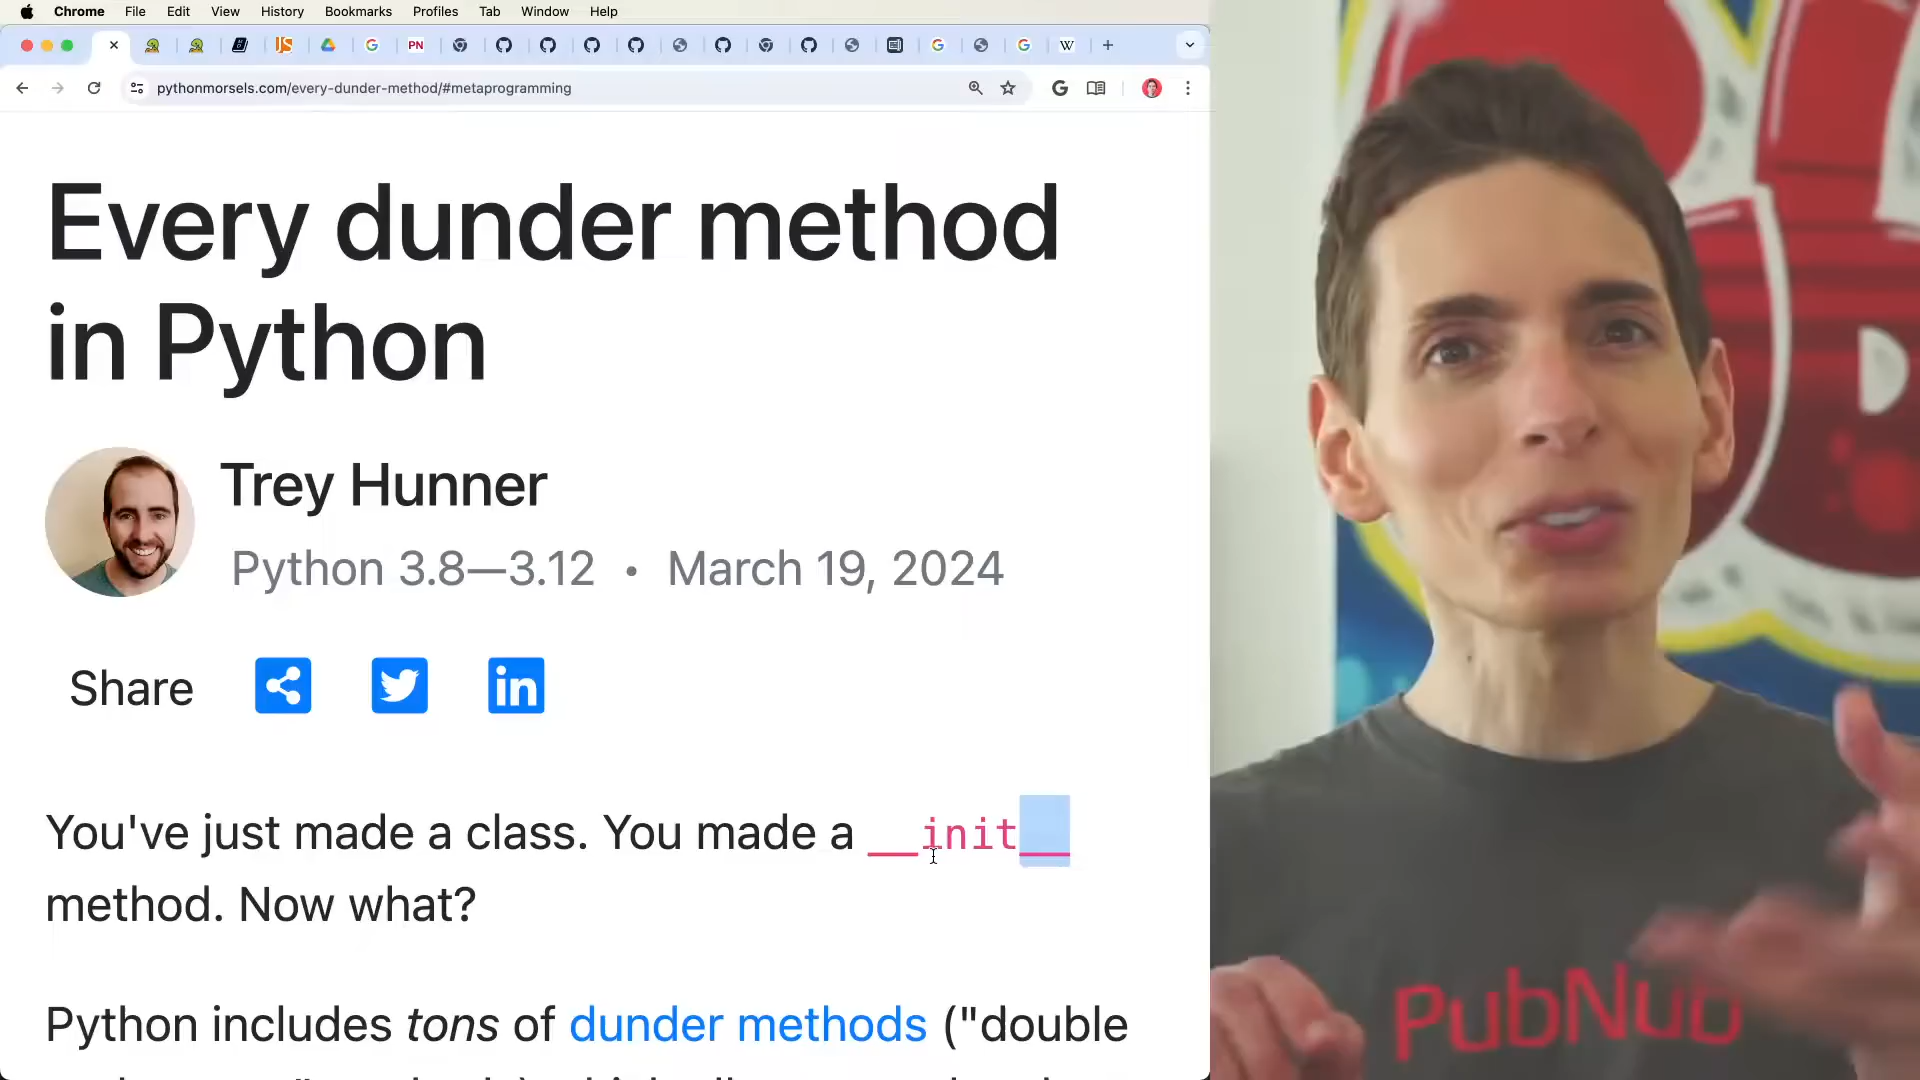 Chrome File Edit View History Bookmarks Profiles Tab Window Help
JS PN W
pythonmorsels.com/every-dunder-method/#metaprogramming
Every dunder method
in Python
Trey Hunner
Python 3.8—3.12 • March 19, 2024
Share
You've just made a class. You made a __init__
method. Now what?
Python includes tons of dunder methods ("double
PubNub